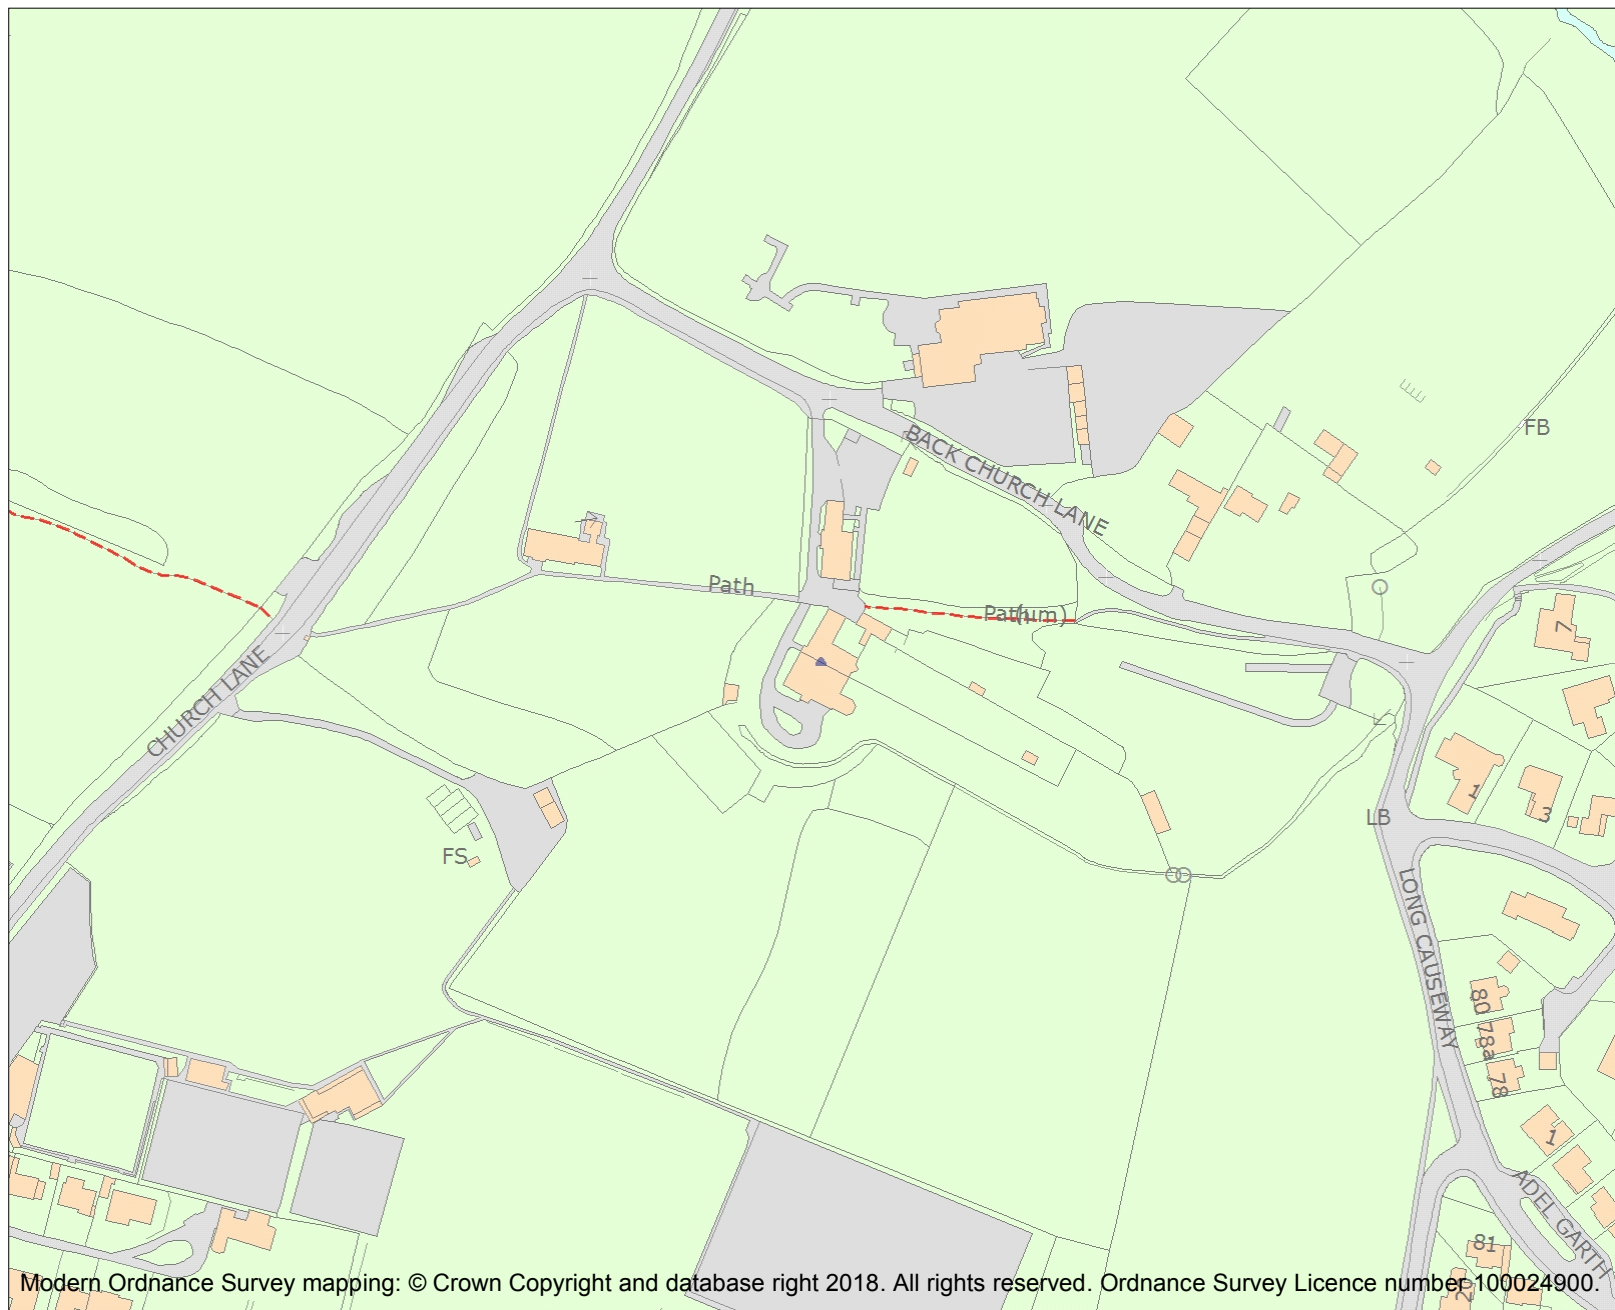 BACK CHURCH LANE
FB
Path
Path(um)
7
CHURCH LANE
1
3
LB
FS
LONG CAUSEWAY
80
78a
78
1
ADEL GARTH
81
Modern Ordnance Survey mapping: © Crown Copyright and database right 2018. All rights reserved. Ordnance Survey Licence number 100024900.